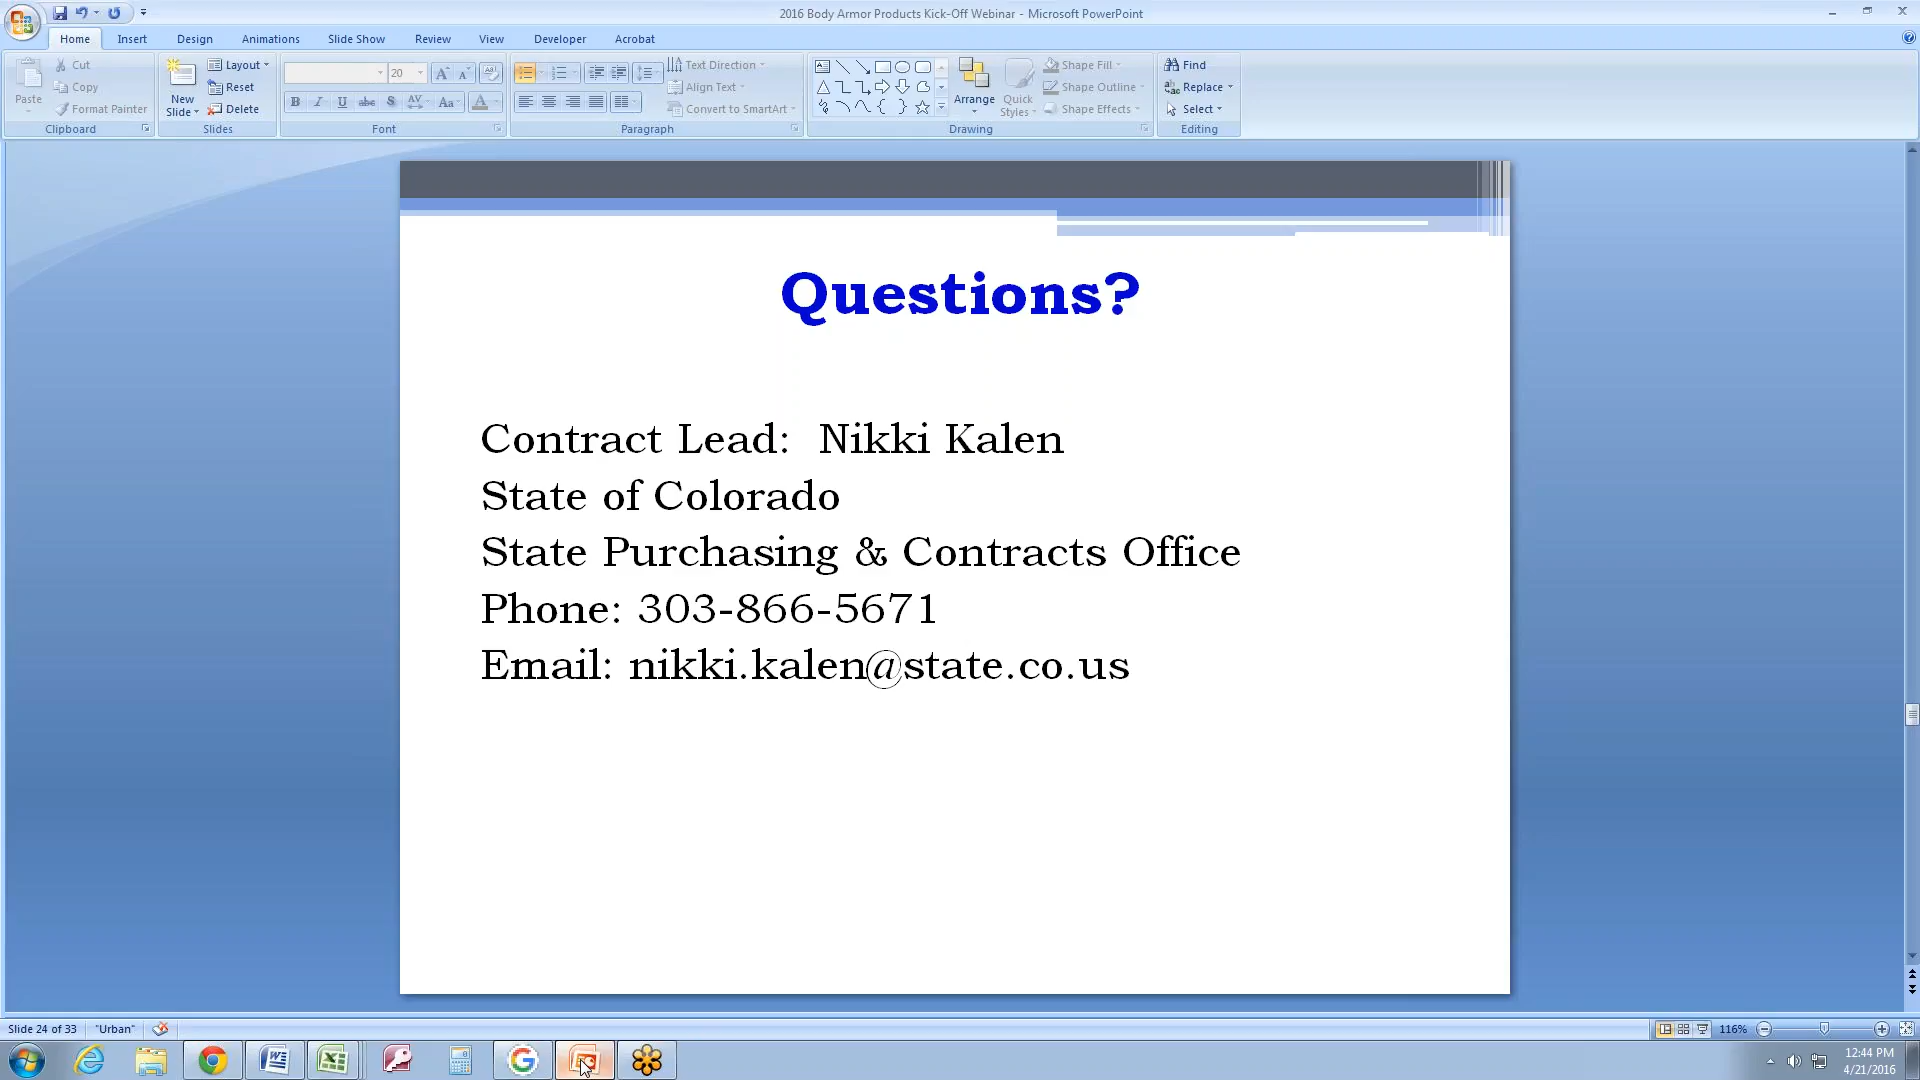 2016 Body Armor Products Kick-Off Webinar - Microsoft PowerPoint
Home Insert Design Animations Slide Show Review View Developer Acrobat
Paste
Cut
Copy
Format Painter
Clipboard
New Slide
Layout
Reset
Delete
Slides
20
Font
Text Direction
Align Text
Convert to SmartArt
Paragraph
Arrange
Quick Styles
Shape Fill
Shape Outline
Shape Effects
Drawing
Find
Replace
Select
Editing
Questions?
Contract Lead:  Nikki Kalen
State of Colorado
State Purchasing & Contracts Office
Phone: 303-866-5671
Email: nikki.kalen@state.co.us
Slide 24 of 33 "Urban" 116%
12:44 PM
4/21/2016